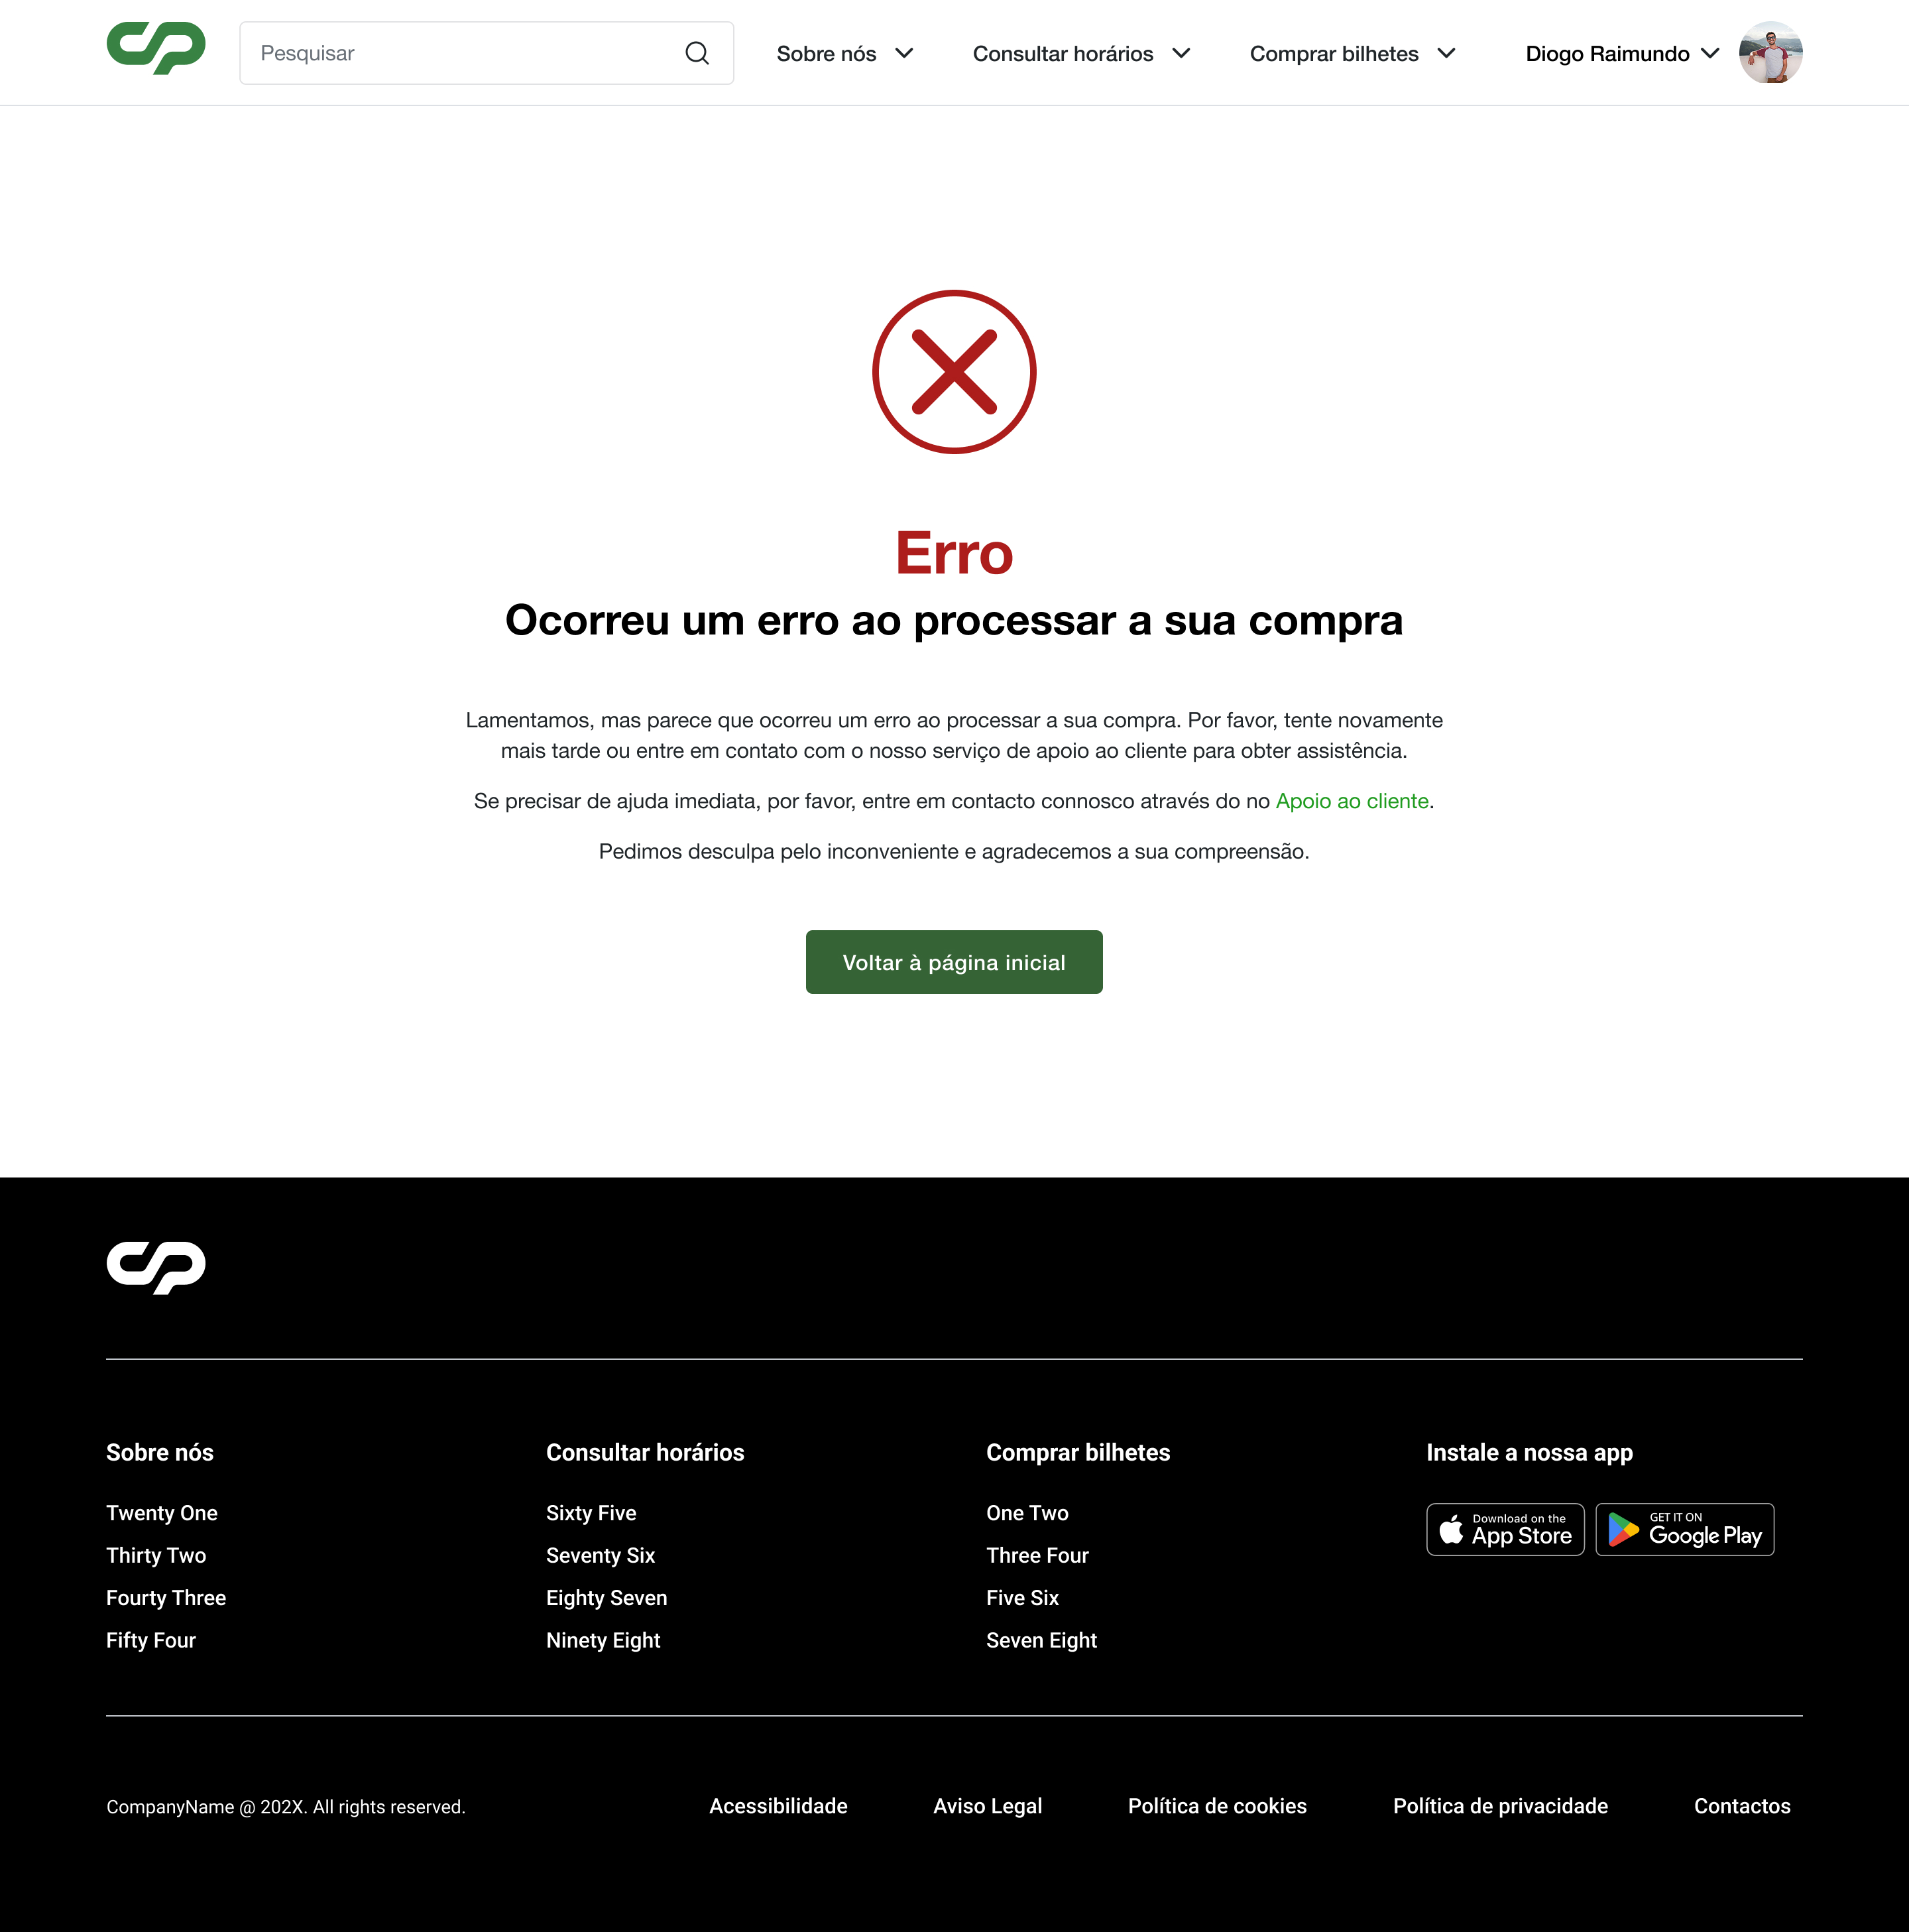 cp
Pesquisar
Sobre nós
Consultar horários
Comprar bilhetes
Diogo Raimundo
Erro
Ocorreu um erro ao processar a sua compra
Lamentamos, mas parece que ocorreu um erro ao processar a sua compra. Por favor, tente novamente
mais tarde ou entre em contato com o nosso serviço de apoio ao cliente para obter assistência.
Se precisar de ajuda imediata, por favor, entre em contacto connosco através do no Apoio ao cliente.
Pedimos desculpa pelo inconveniente e agradecemos a sua compreensão.
Voltar à página inicial
cp
Sobre nós
Twenty One
Thirty Two
Fourty Three
Fifty Four
Consultar horários
Sixty Five
Seventy Six
Eighty Seven
Ninety Eight
Comprar bilhetes
One Two
Three Four
Five Six
Seven Eight
Instale a nossa app
Download on the
App Store
GET IT ON
Google Play
CompanyName @ 202X. All rights reserved.
Acessibilidade
Aviso Legal
Política de cookies
Política de privacidade
Contactos